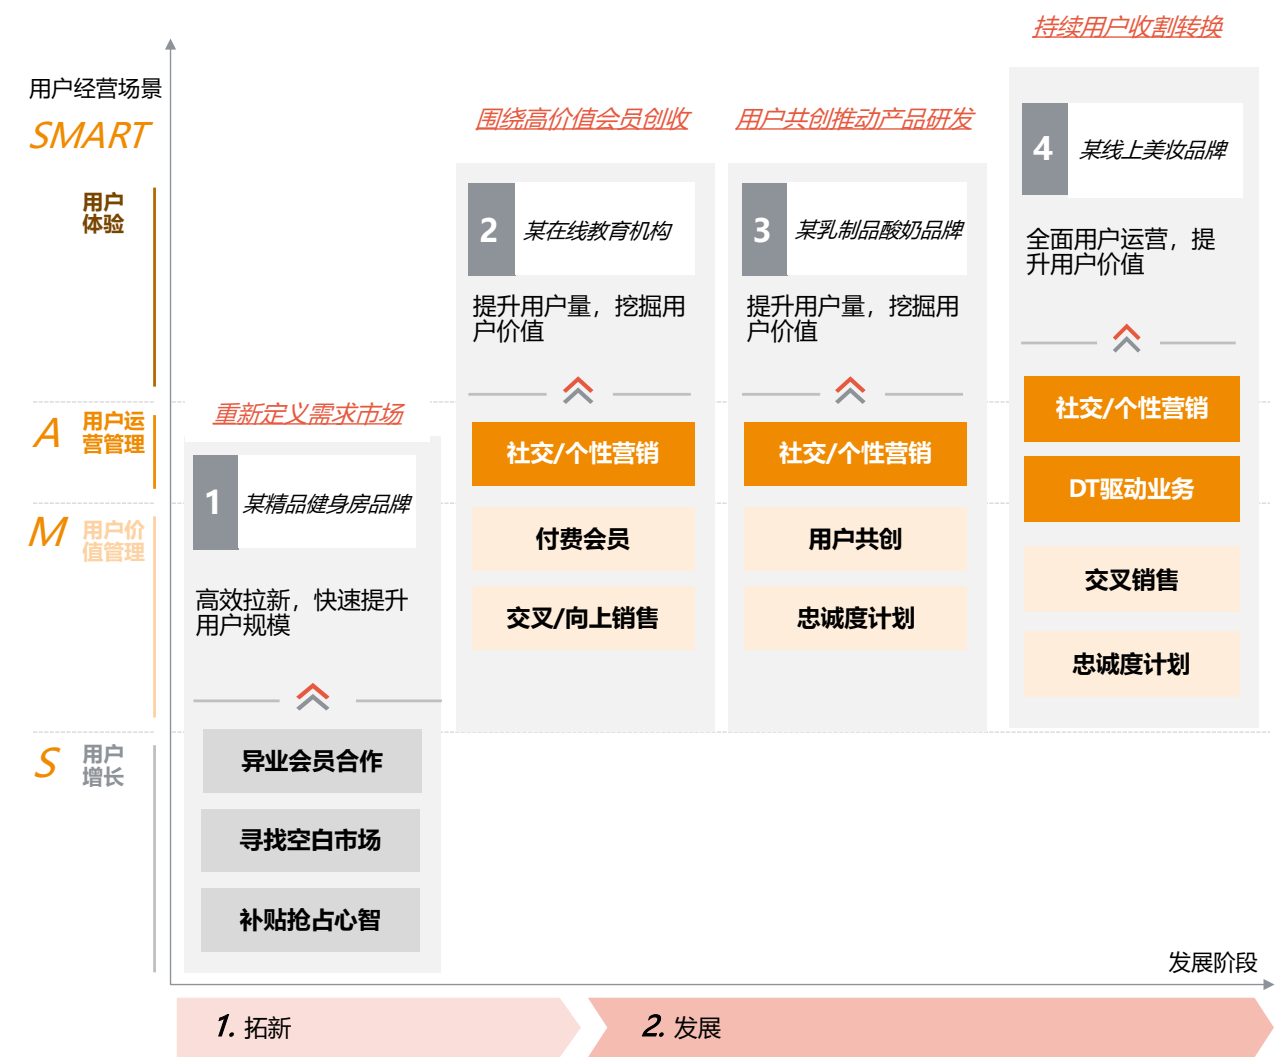 持续用户收割转换
用户经营场景
SMART
围绕高价值会员创收
用户共创推动产品研发
4
某线上美妆品牌
用户
体验
2
某在线教育机构
3
某乳制品酸奶品牌
全面用户运营，提
升用户价值
提升用户量，挖掘用
户价值
提升用户量，挖掘用
户价值
重新定义需求市场
A
用户运
营管理
社交/个性营销
社交/个性营销
社交/个性营销
1
某精品健身房品牌
DT驱动业务
M
用户价
值管理
付费会员
用户共创
交叉销售
高效拉新，快速提升
用户规模
交叉/向上销售
忠诚度计划
忠诚度计划
S
用户
增长
异业会员合作
寻找空白市场
补贴抢占心智
发展阶段
1. 拓新
2. 发展